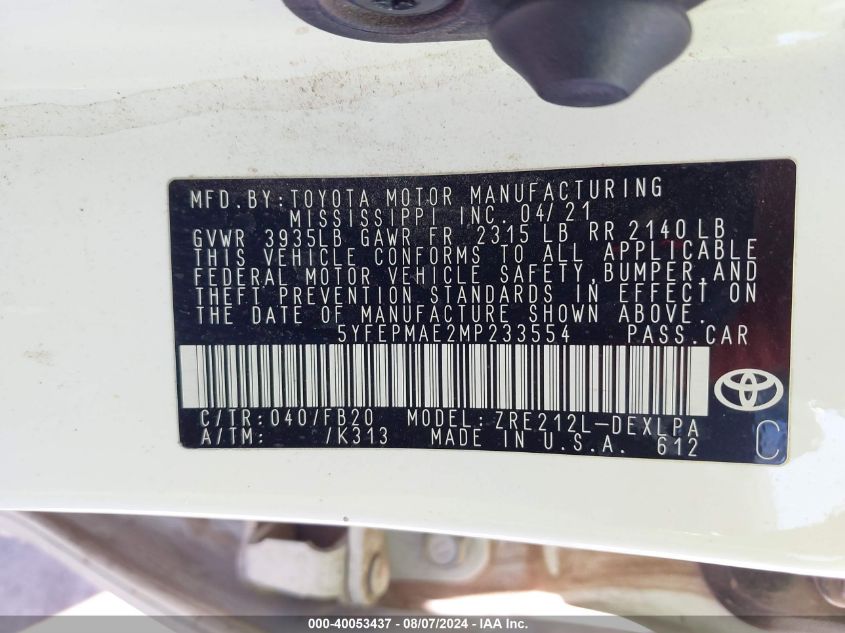 MFD. BY: TOYOTA MOTOR MANUFACTURING
MISSISSIPPI INC. 04/21
GVWR 3935LB GAWR FR 2315 LB RR 2140 LB
THIS VEHICLE CONFORMS TO ALL APPLICABLE
FEDERAL MOTOR VEHICLE SAFETY, BUMPER, AND
THEFT PREVENTION STANDARDS IN EFFECT ON
THE DATE OF MANUFACTURE SHOWN ABOVE.
5YFEPMAE2MP233554 PASS. CAR
C/TR: 040/FB20 MODEL: ZRE212L-DEXLPA
A/TM: /K313 MADE IN U.S.A. 612 C
000-40053437 - 08/07/2024 - IAA Inc.